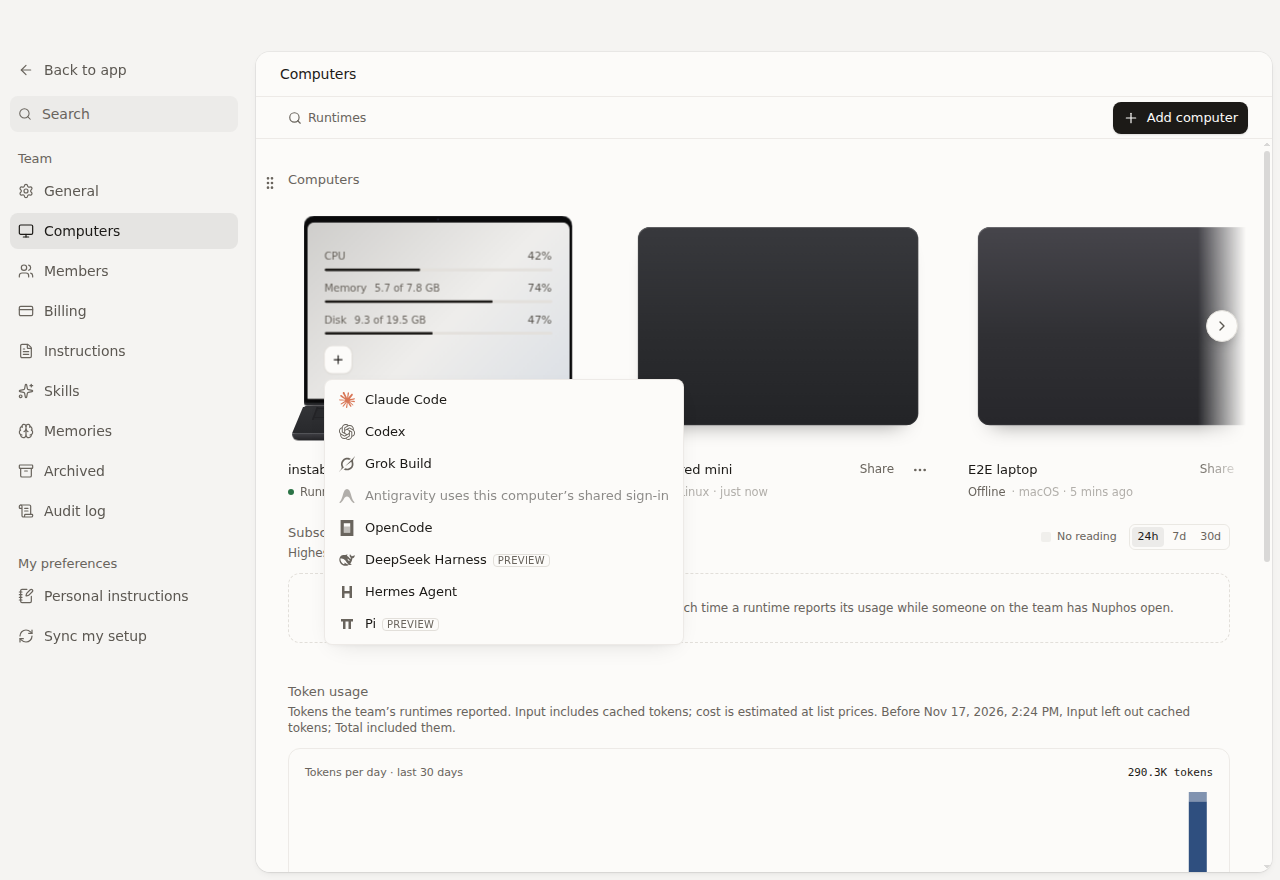 Back to app
Search
Team
General
Computers
Members
Billing
Instructions
Skills
Memories
Archived
Audit log
My preferences
Personal instructions
Sync my setup
Computers
Runtimes
Add computer
Computers
CPU 42%
Memory 5.7 of 7.8 GB 74%
Disk 9.3 of 19.5 GB 47%
Claude Code
Codex
Grok Build
Antigravity uses this computer’s shared sign-in
OpenCode
DeepSeek Harness PREVIEW
Hermes Agent
Pi PREVIEW
mini
Share
· just now
E2E laptop
Share
Offline · macOS · 5 mins ago
No reading
24h 7d 30d
time a runtime reports its usage while someone on the team has Nuphos open.
Token usage
Tokens the team’s runtimes reported. Input includes cached tokens; cost is estimated at list prices. Before Nov 17, 2026, 2:24 PM, Input left out cached
tokens; Total included them.
Tokens per day · last 30 days
290.3K tokens